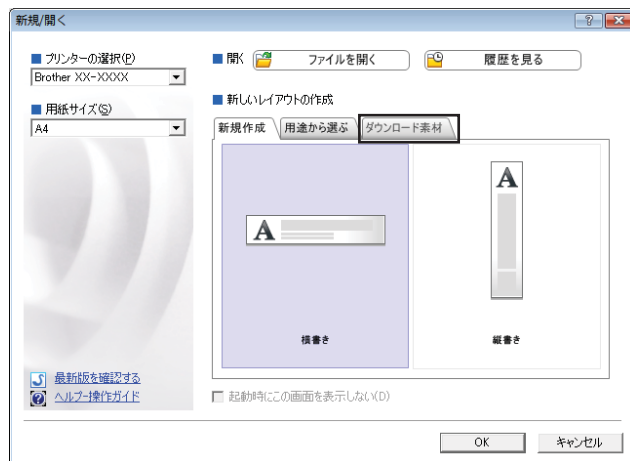 新規/開く
プリンターの選択(P)
Brother XX-XXXX
用紙サイズ(S)
A4
最新版を確認する
ヘルプー操作ガイド
開く
ファイルを開く
履歴を見る
新しいレイアウトの作成
新規作成
用途から選ぶ
ダウンロード素材
A
横書き
A
縦書き
起動時にこの画面を表示しない(D)
OK
キャンセル